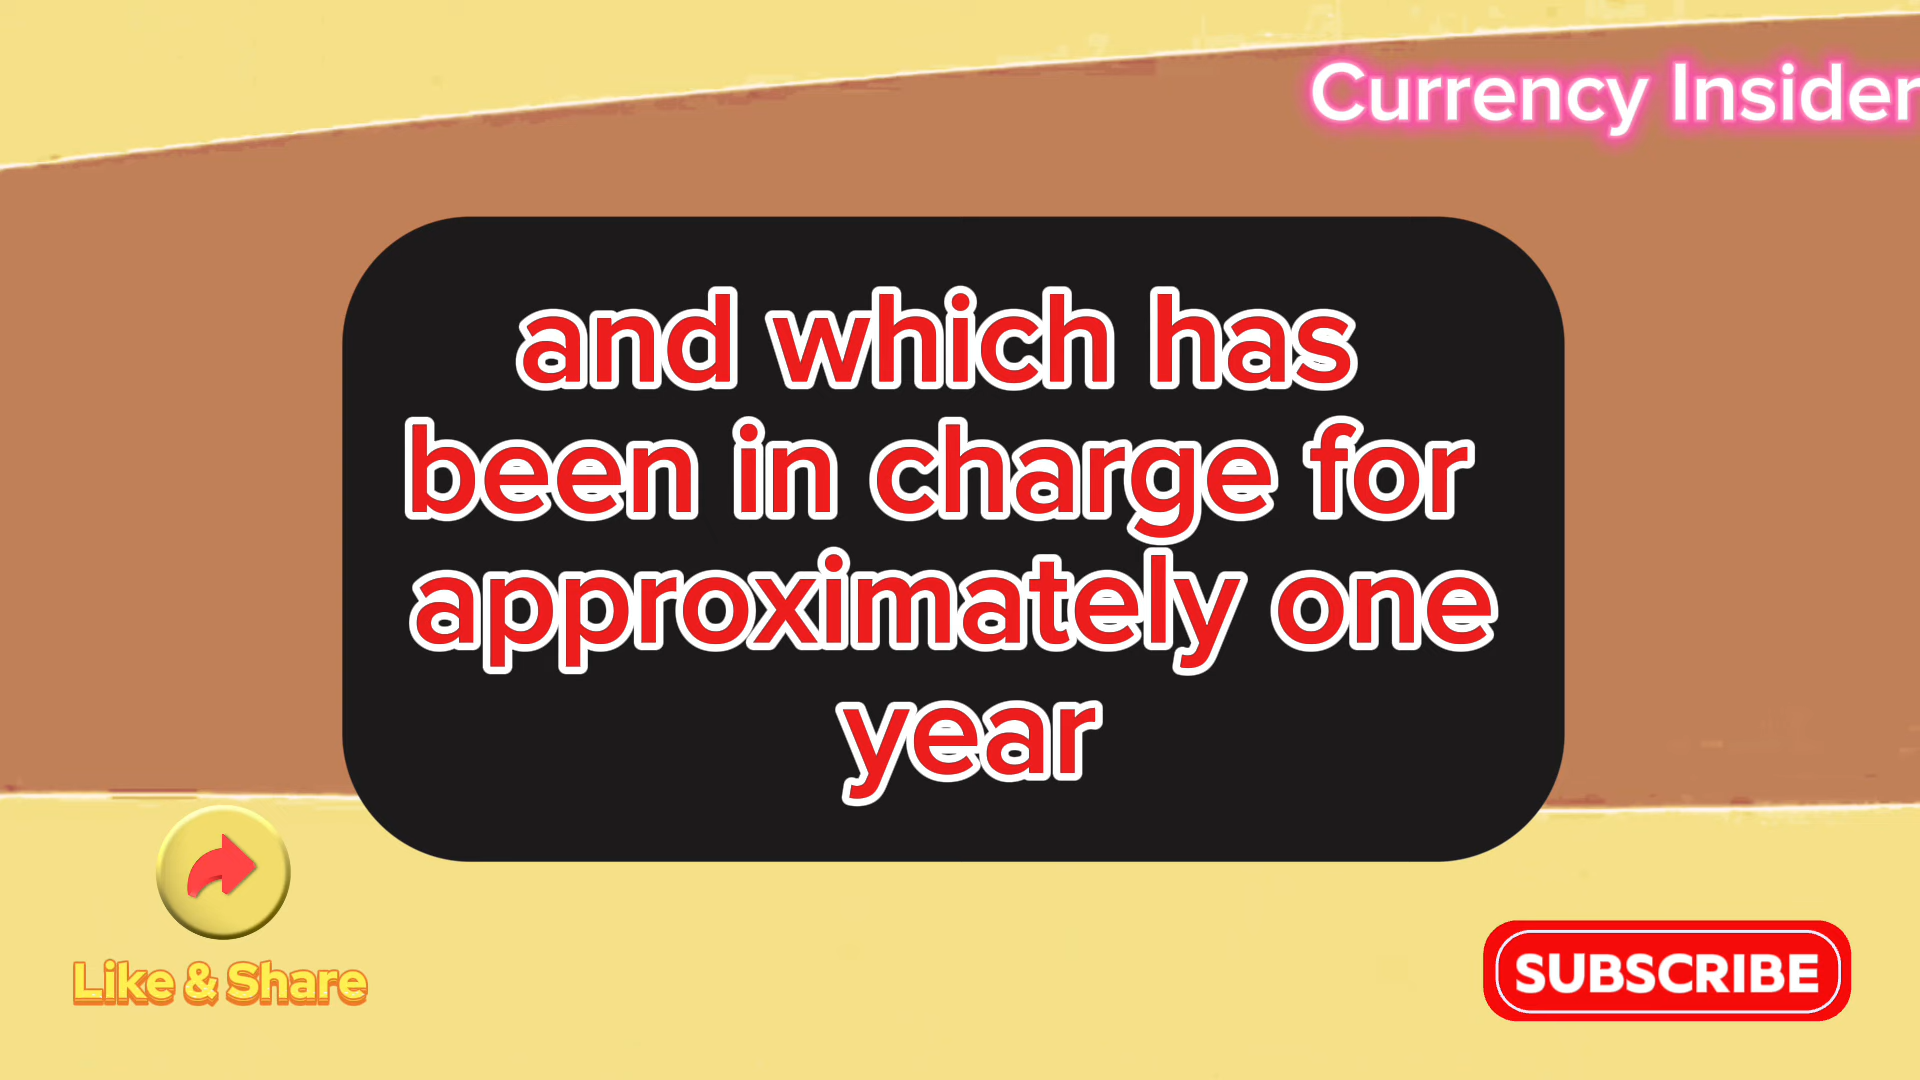 Currency Insider
and which has
been in charge for
approximately one
year
Like & Share
SUBSCRIBE